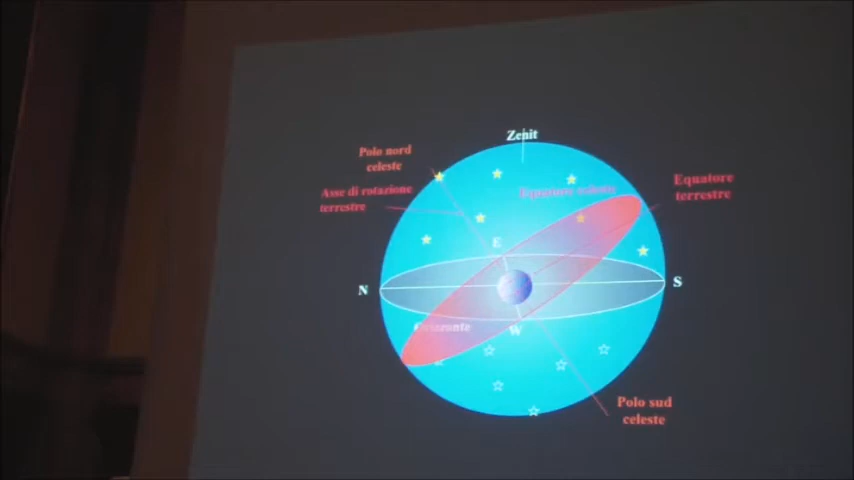 Zenit
Polo nord
celeste
Asse di rotazione
terrestre
Equatore celeste
Equatore
terrestre
E
N
S
Orizzonte
W
Polo sud
celeste